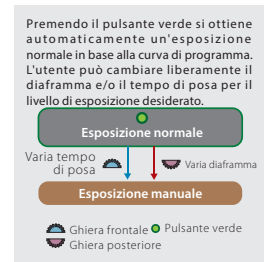 Premendo il pulsante verde si ottiene
automaticamente un'esposizione
normale in base alla curva di programma.
L'utente può cambiare liberamente il
diaframma e/o il tempo di posa per il
livello di esposizione desiderato.
Esposizione normale
Varia tempo
di posa
Varia diaframma
Esposizione manuale
Ghiera frontale
Pulsante verde
Ghiera posteriore